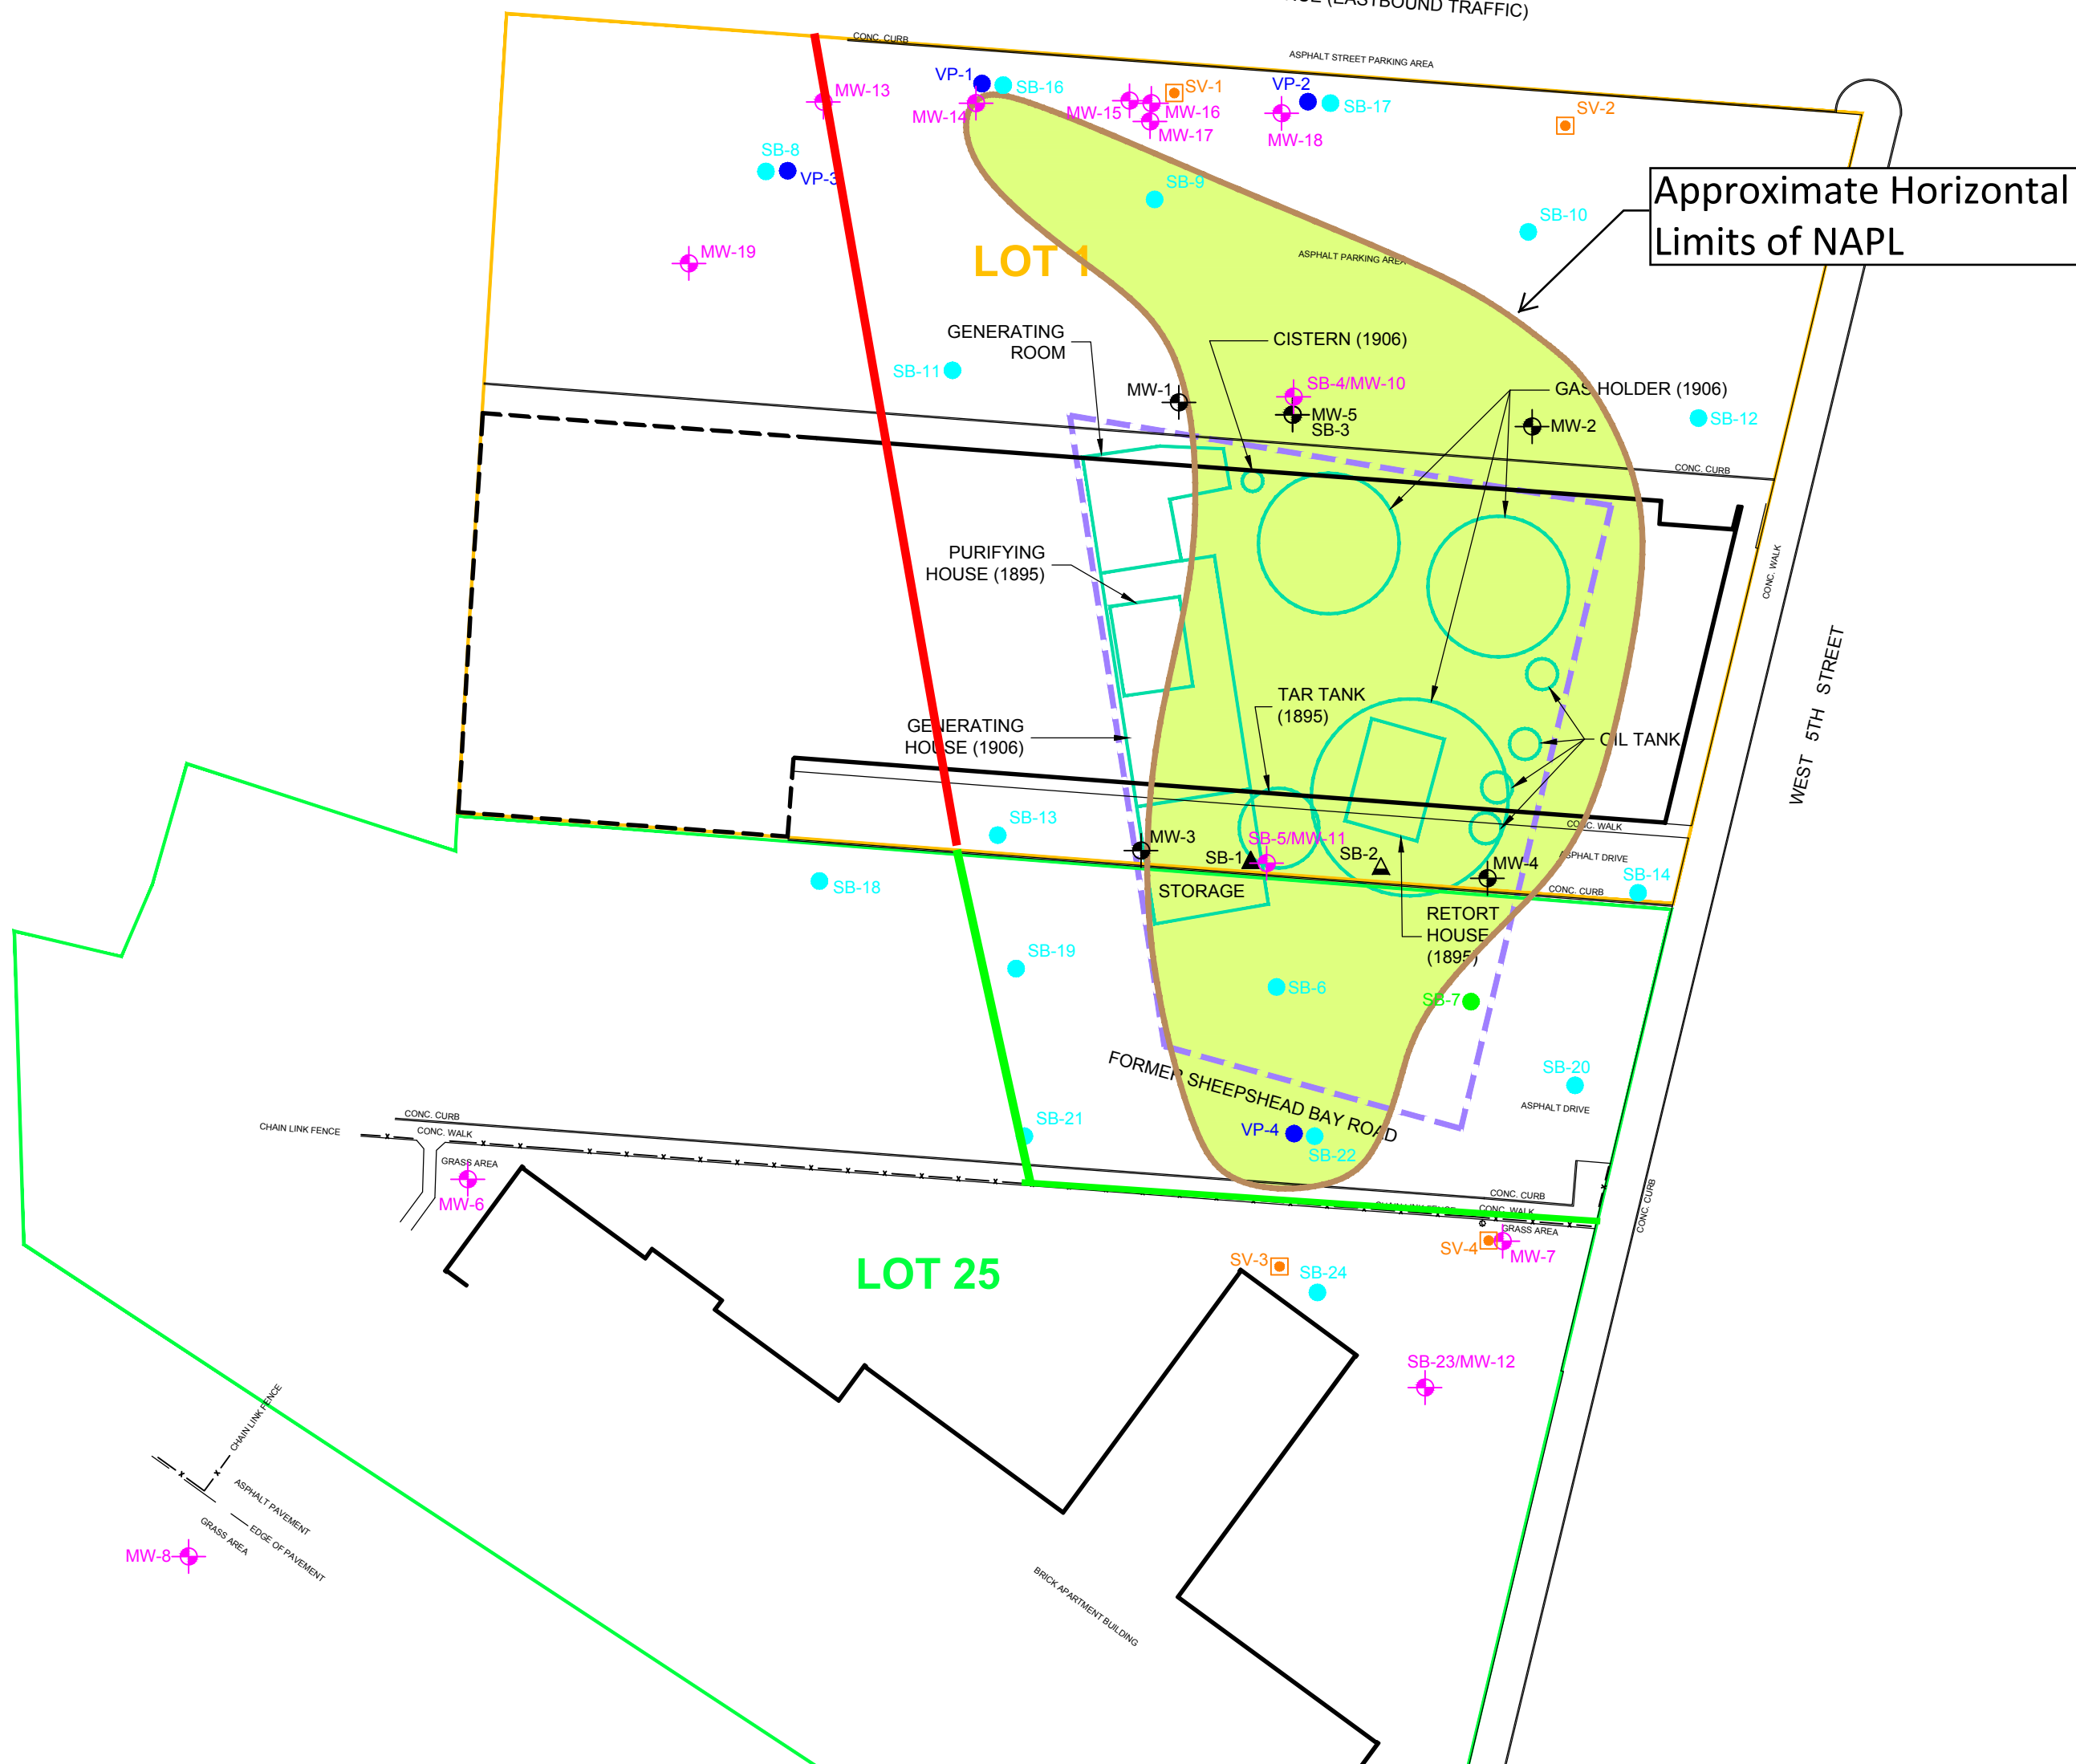 (EASTBOUND TRAFFIC)
CONC. CURB
ASPHALT STREET PARKING AREA
VP-1
SB-16
SV-1
VP-2
SB-17
SV-2
MW-13
MW-14
MW-15
MW-16
MW-17
MW-18
SB-8
VP-3
SB-9
Approximate Horizontal
Limits of NAPL
SB-10
MW-19
LOT 1
ASPHALT PARKING AREA
GENERATING
ROOM
CISTERN (1906)
SB-11
MW-1
SB-4/MW-10
GAS HOLDER (1906)
MW-5
SB-3
MW-2
SB-12
CONC. CURB
PURIFYING
HOUSE (1895)
CONC. WALK
WEST 5TH STREET
TAR TANK
(1895)
GENERATING
HOUSE (1906)
OIL TANK
SB-13
MW-3
SB-5/MW-11
SB-1
SB-2
CONC. WALK
ASPHALT DRIVE
MW-4
SB-14
CONC. CURB
SB-18
STORAGE
RETORT
HOUSE
(1895)
SB-19
SB-6
SB-7
FORMER SHEEPSHEAD BAY ROAD
SB-20
ASPHALT DRIVE
SB-21
VP-4
SB-22
CONC. CURB
CHAIN LINK FENCE
CONC. WALK
GRASS AREA
MW-6
CONC. CURB
CHAIN LINK FENCE
CONC. WALK
GRASS AREA
CONC. CURB
SV-4
MW-7
SV-3
SB-24
LOT 25
SB-23/MW-12
CHAIN LINK FENCE
ASPHALT PAVEMENT
EDGE OF PAVEMENT
GRASS AREA
MW-8
BRICK APARTMENT BUILDING